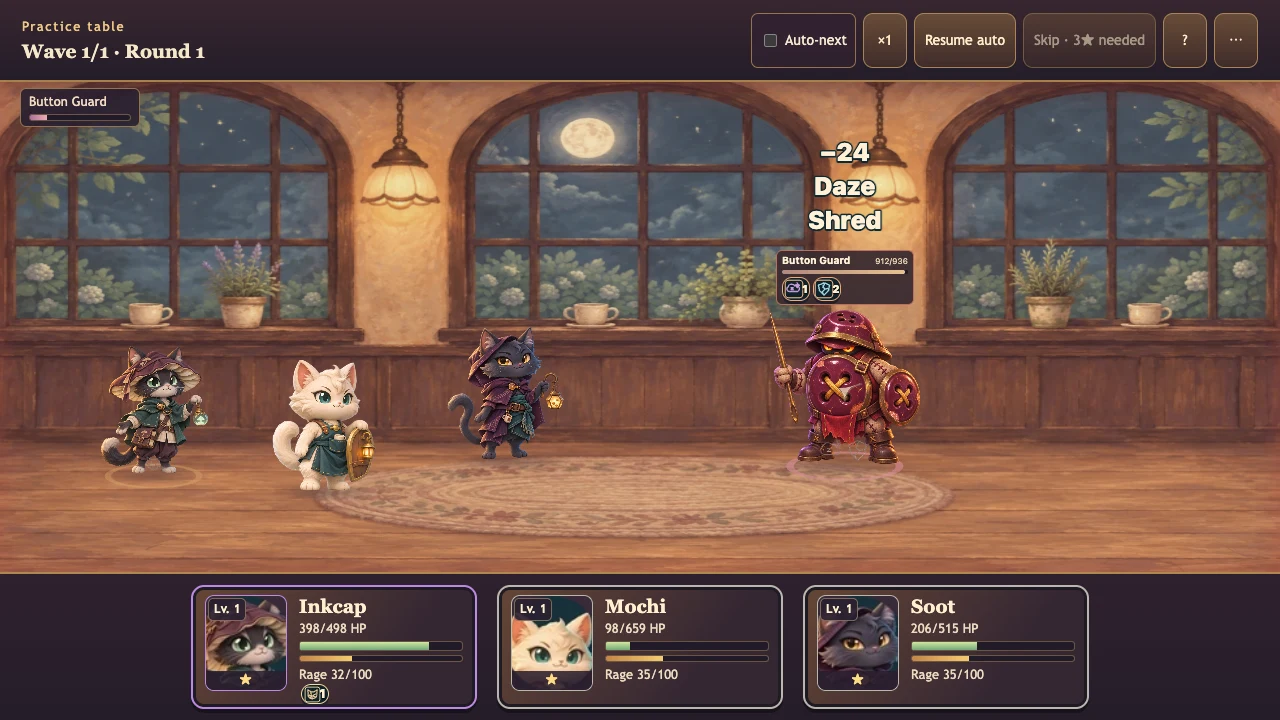 Practice table
Wave 1/1 · Round 1
Auto-next
×1
Resume auto
Skip · 3★ needed
?
···
Button Guard
−24
Daze
Shred
Button Guard 912/936
1 2
Lv. 1
Inkcap
398/498 HP
Rage 32/100
1
Lv. 1
Mochi
98/659 HP
Rage 35/100
Lv. 1
Soot
206/515 HP
Rage 35/100